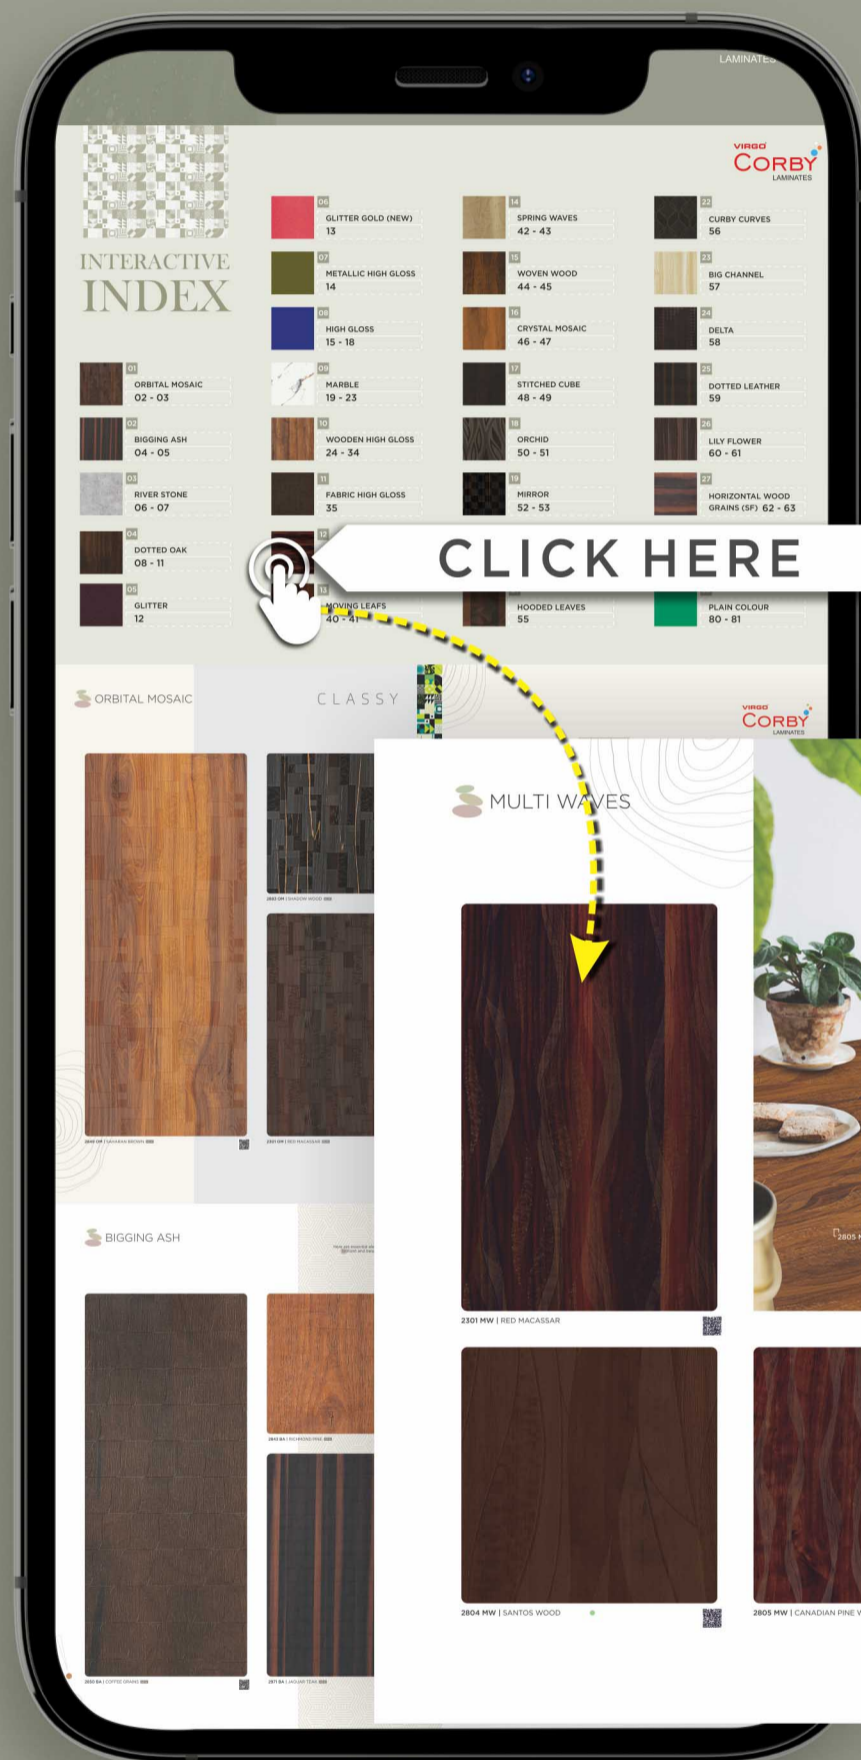 LAMINATES
VIRGO
CORBY
LAMINATES
INTERACTIVE
INDEX
01
ORBITAL MOSAIC
02 - 03
02
BIGGING ASH
04 - 05
03
RIVER STONE
06 - 07
04
DOTTED OAK
08 - 11
05
GLITTER
12
06
GLITTER GOLD (NEW)
13
07
METALLIC HIGH GLOSS
14
08
HIGH GLOSS
15 - 18
09
MARBLE
19 - 23
10
WOODEN HIGH GLOSS
24 - 34
11
FABRIC HIGH GLOSS
35
12
13
MOVING LEAFS
40 - 41
14
SPRING WAVES
42 - 43
15
WOVEN WOOD
44 - 45
16
CRYSTAL MOSAIC
46 - 47
17
STITCHED CUBE
48 - 49
18
ORCHID
50 - 51
19
MIRROR
52 - 53
HOODED LEAVES
55
22
CURBY CURVES
56
23
BIG CHANNEL
57
24
DELTA
58
25
DOTTED LEATHER
59
26
LILY FLOWER
60 - 61
27
HORIZONTAL WOOD
GRAINS (SF) 62 - 63
PLAIN COLOUR
80 - 81
CLICK HERE
ORBITAL MOSAIC
CLASSY
VIRGO
CORBY
LAMINATES
MULTI WAVES
2301 MW | RED MACASSAR
2804 MW | SANTOS WOOD
2805 MW | CANADIAN PINE W
BIGGING ASH